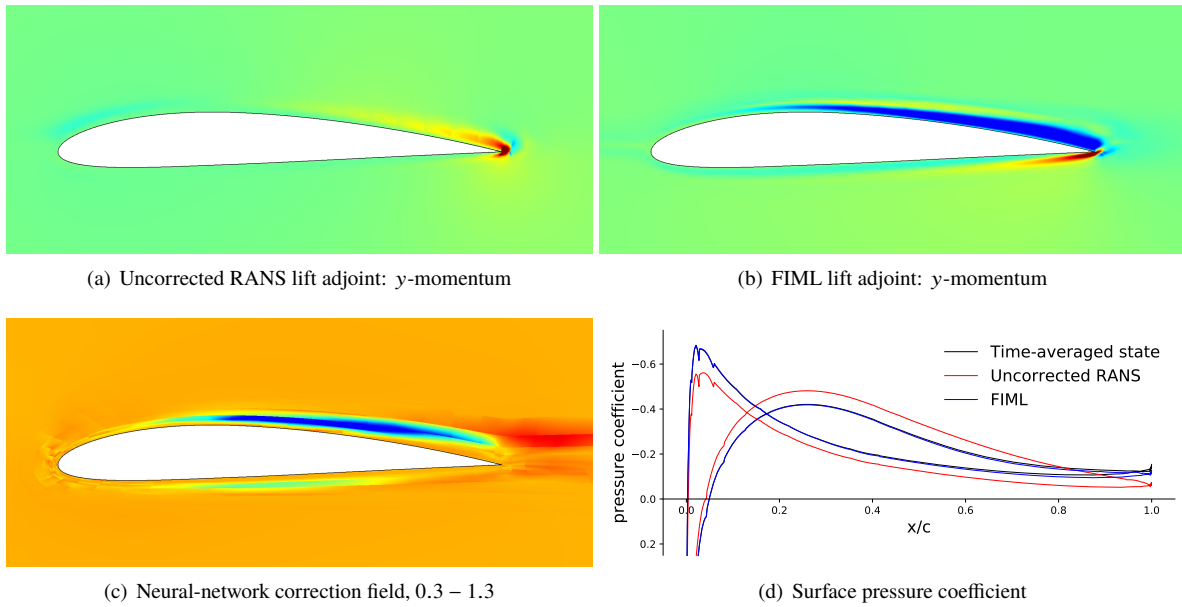 (a) Uncorrected RANS lift adjoint: y-momentum
(b) FIML lift adjoint: y-momentum
(c) Neural-network correction field, 0.3 – 1.3
−0.6
−0.4
−0.2
0.0
0.2
pressure coefficient
0.0
0.2
0.4
0.6
0.8
1.0
x/c
Time-averaged state
Uncorrected RANS
FIML
(d) Surface pressure coefficient